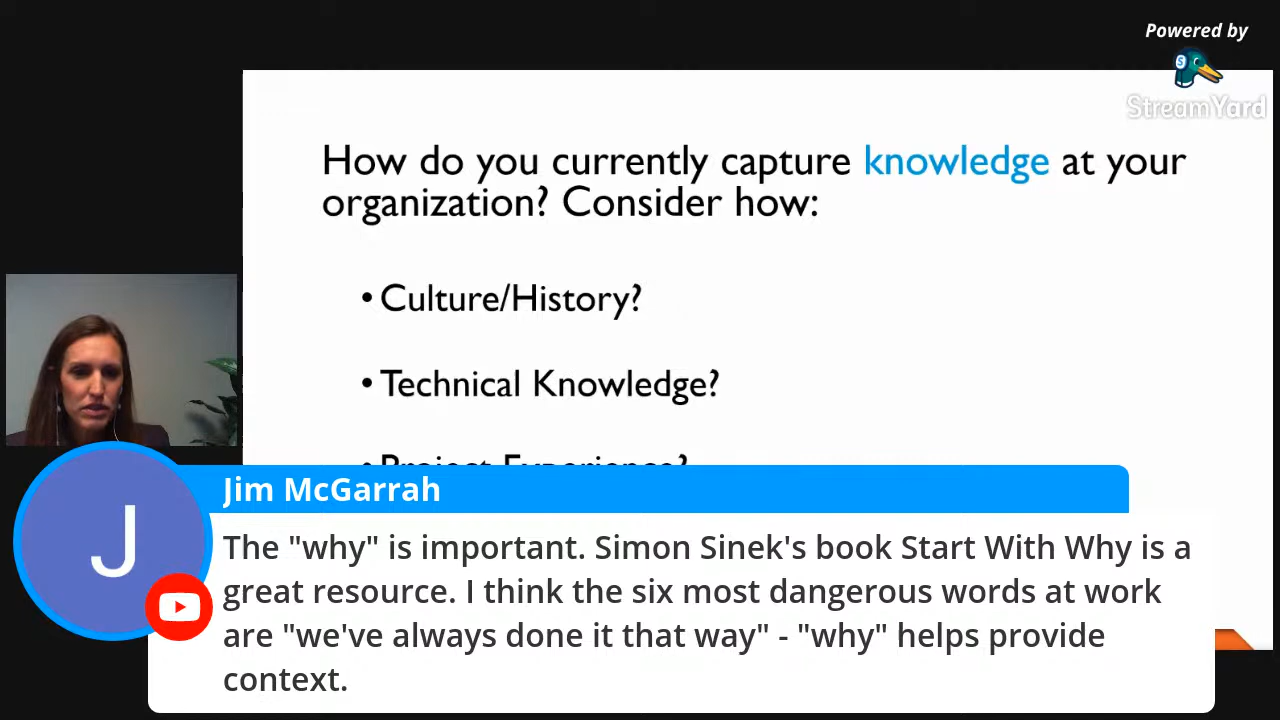 Powered by
StreamYard
How do you currently capture knowledge at your
organization? Consider how:
• Culture/History?
• Technical Knowledge?
• Project Experience?
Jim McGarrah
J
The "why" is important. Simon Sinek's book Start With Why is a
great resource. I think the six most dangerous words at work
are "we've always done it that way" - "why" helps provide
context.